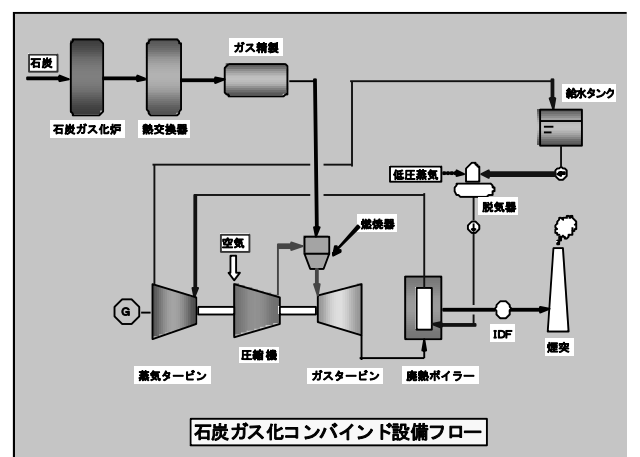 石炭
ガス精製
給水タンク
石炭ガス化炉
熱交換器
低圧蒸気
脱気器
燃焼器
空気
G
IDF
圧縮機
煙突
蒸気タービン
ガスタービン
廃熱ボイラー
石炭ガス化コンバインド設備フロー